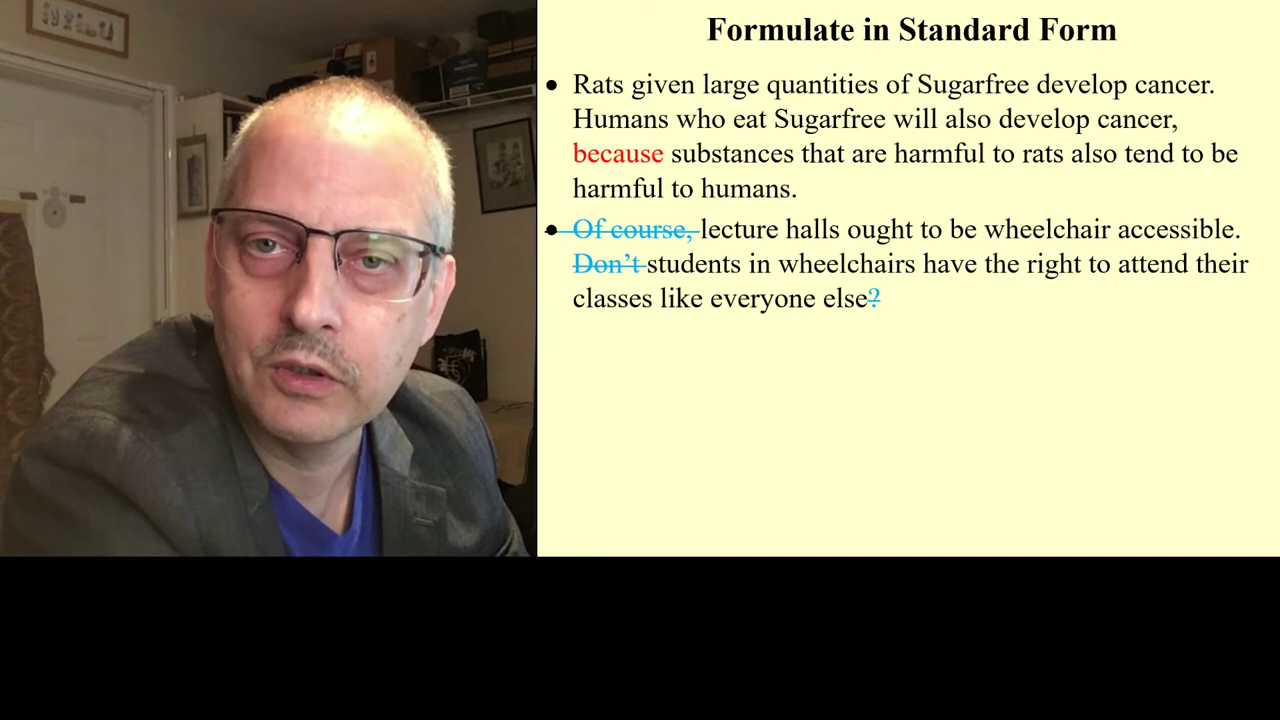 Formulate in Standard Form
• Rats given large quantities of Sugarfree develop cancer.
Humans who eat Sugarfree will also develop cancer,
because substances that are harmful to rats also tend to be
harmful to humans.
• Of course, lecture halls ought to be wheelchair accessible.
Don’t students in wheelchairs have the right to attend their
classes like everyone else?